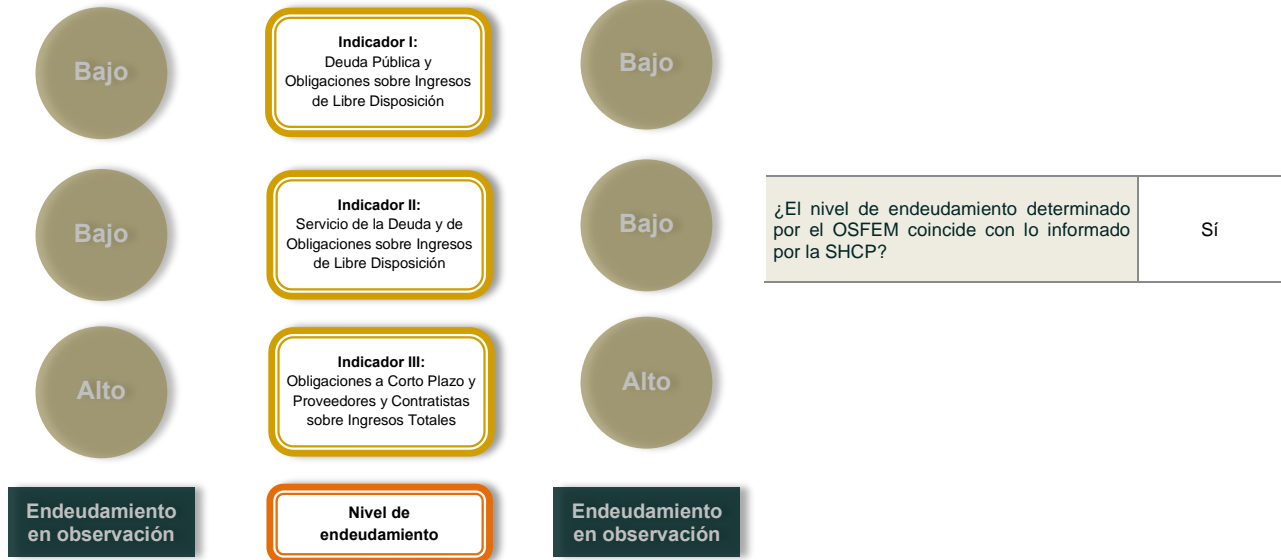 Bajo
Indicador I:
Deuda Pública y
Obligaciones sobre Ingresos
de Libre Disposición
Bajo
Bajo
Indicador II:
Servicio de la Deuda y de
Obligaciones sobre Ingresos
de Libre Disposición
Bajo
¿El nivel de endeudamiento determinado
por el OSFEM coincide con lo informado
por la SHCP?
Sí
Alto
Indicador III:
Obligaciones a Corto Plazo y
Proveedores y Contratistas
sobre Ingresos Totales
Alto
Endeudamiento
en observación
Nivel de
endeudamiento
Endeudamiento
en observación